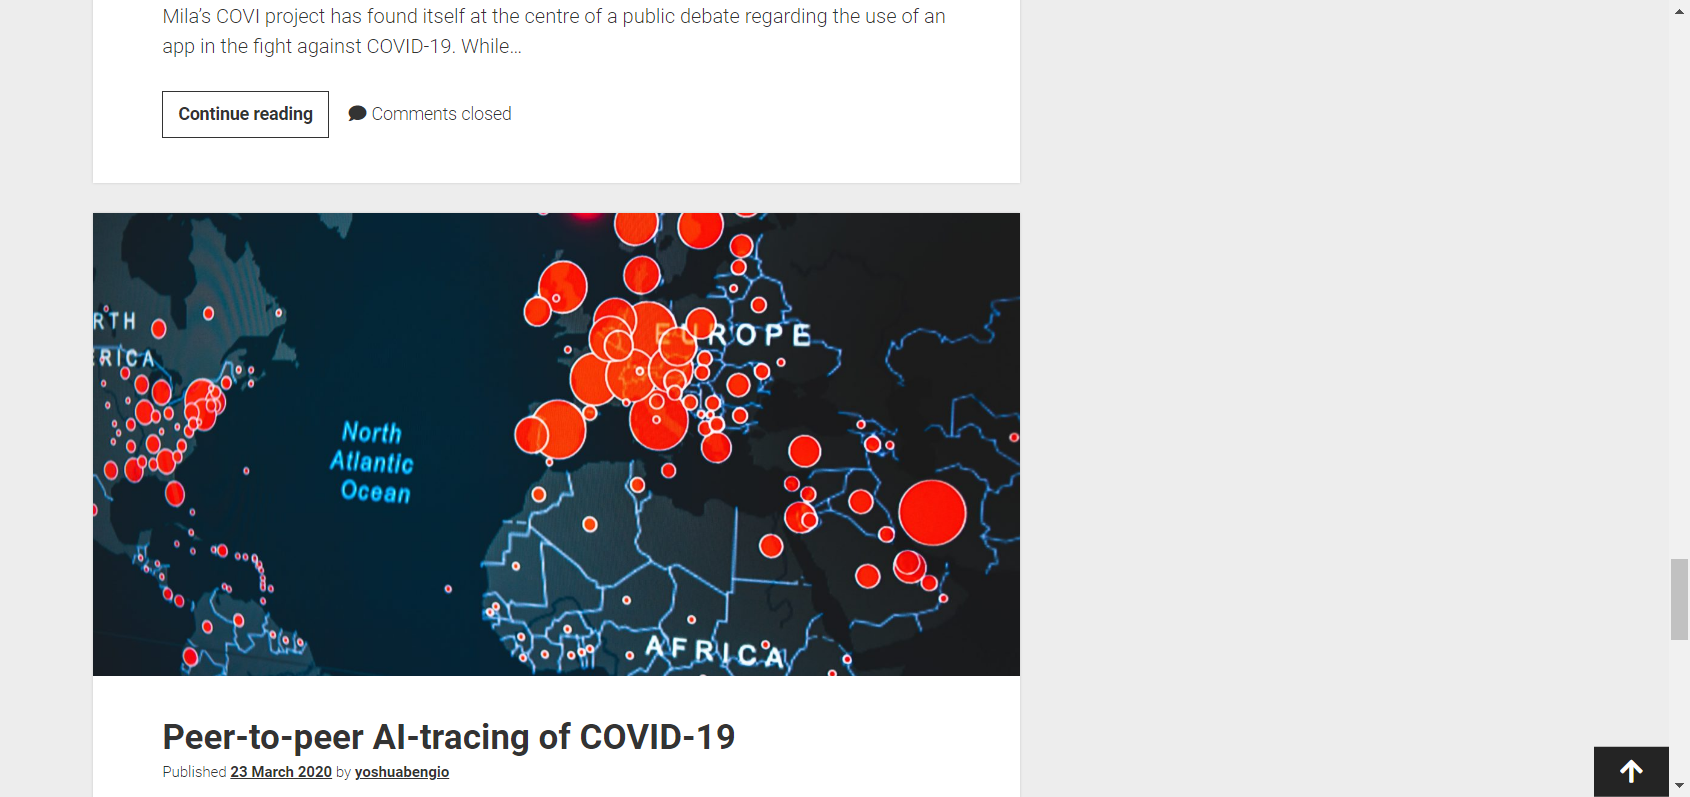 Mila’s COVI project has found itself at the centre of a public debate regarding the use of an
app in the fight against COVID-19. While…
Continue reading
Comments closed
RTH
ERICA
EUROPE
North
Atlantic
Ocean
AFRICA
Peer-to-peer AI-tracing of COVID-19
Published 23 March 2020 by yoshuabengio